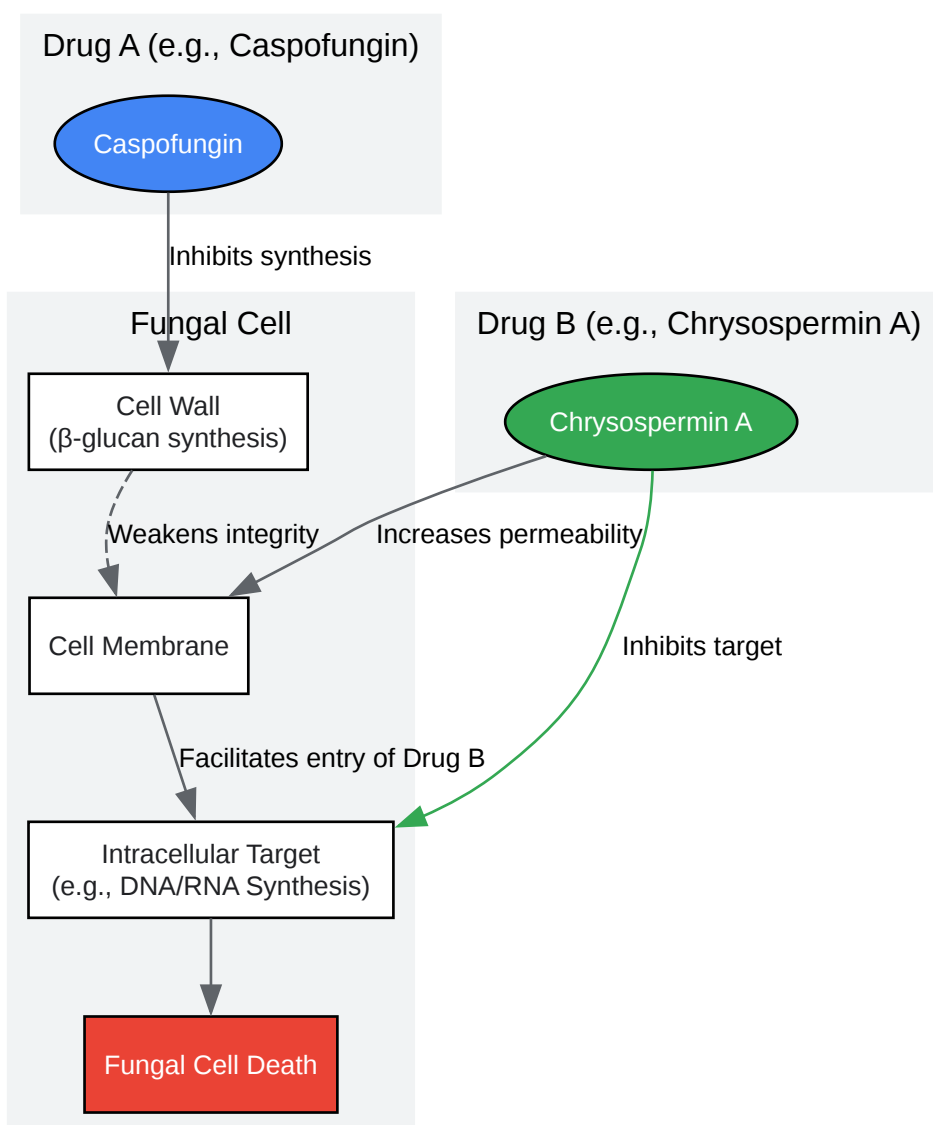 Drug A (e.g., Caspofungin)
Caspofungin
Inhibits synthesis
Fungal Cell
Drug B (e.g., Chrysospermin A)
Cell Wall
(β-glucan synthesis)
Chrysospermin A
Weakens integrity
Increases permeability
Cell Membrane
Inhibits target
Facilitates entry of Drug B
Intracellular Target
(e.g., DNA/RNA Synthesis)
Fungal Cell Death